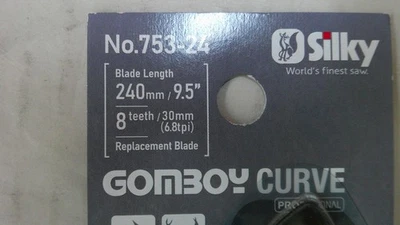 No.753-24
Silky
World's finest saw.
Blade Length
240mm / 9.5"
8 teeth / 30mm
(6.8tpi)
Replacement Blade
GOMBOY CURVE
PROFESSIONAL